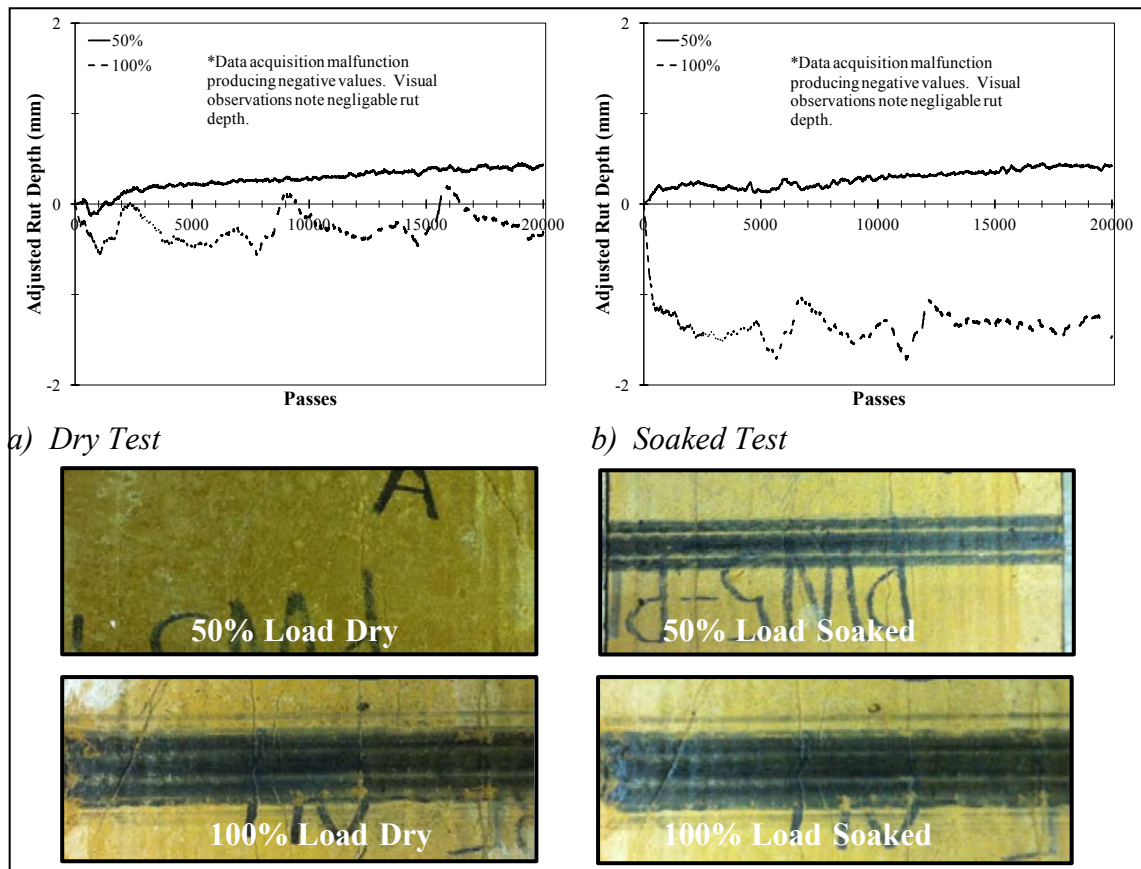 2
50%
100%
*Data acquisition malfunction
producing negative values. Visual
observations note negligable rut
depth.
Adjusted Rut Depth (mm)
0
0
5000
10000
15000
20000
-2
Passes
2
50%
100%
*Data acquisition malfunction
producing negative values. Visual
observations note negligable rut
depth.
Adjusted Rut Depth (mm)
0
0
5000
10000
15000
20000
-1
-2
Passes
a) Dry Test
b) Soaked Test
A
50% Load Dry
50% Load Soaked
100% Load Dry
100% Load Soaked